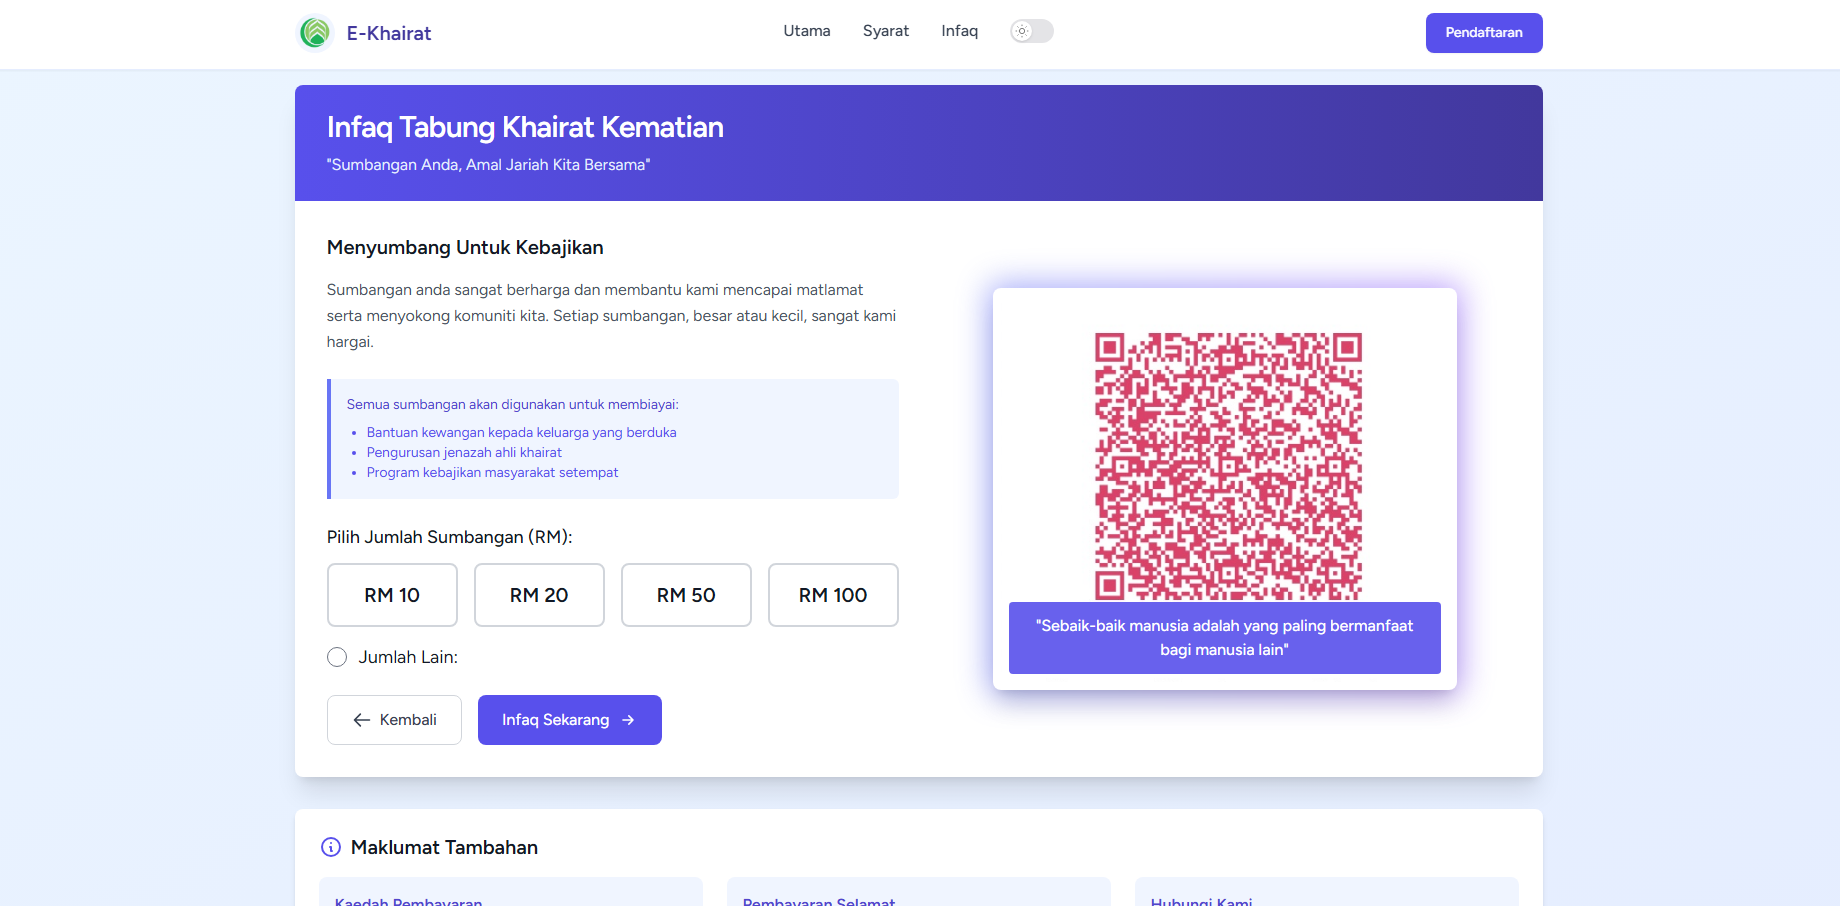 E-Khairat
Utama
Syarat
Infaq
Pendaftaran
Infaq Tabung Khairat Kematian
"Sumbangan Anda, Amal Jariah Kita Bersama"
Menyumbang Untuk Kebajikan
Sumbangan anda sangat berharga dan membantu kami mencapai matlamat
serta menyokong komuniti kita. Setiap sumbangan, besar atau kecil, sangat kami
hargai.
Semua sumbangan akan digunakan untuk membiayai:
• Bantuan kewangan kepada keluarga yang berduka
• Pengurusan jenazah ahli khairat
• Program kebajikan masyarakat setempat
Pilih Jumlah Sumbangan (RM):
RM 10
RM 20
RM 50
RM 100
Jumlah Lain:
Kembali
Infaq Sekarang
"Sebaik-baik manusia adalah yang paling bermanfaat
bagi manusia lain"
Maklumat Tambahan
Kaedah Pembayaran
Pembayaran Selamat
Hubungi Kami